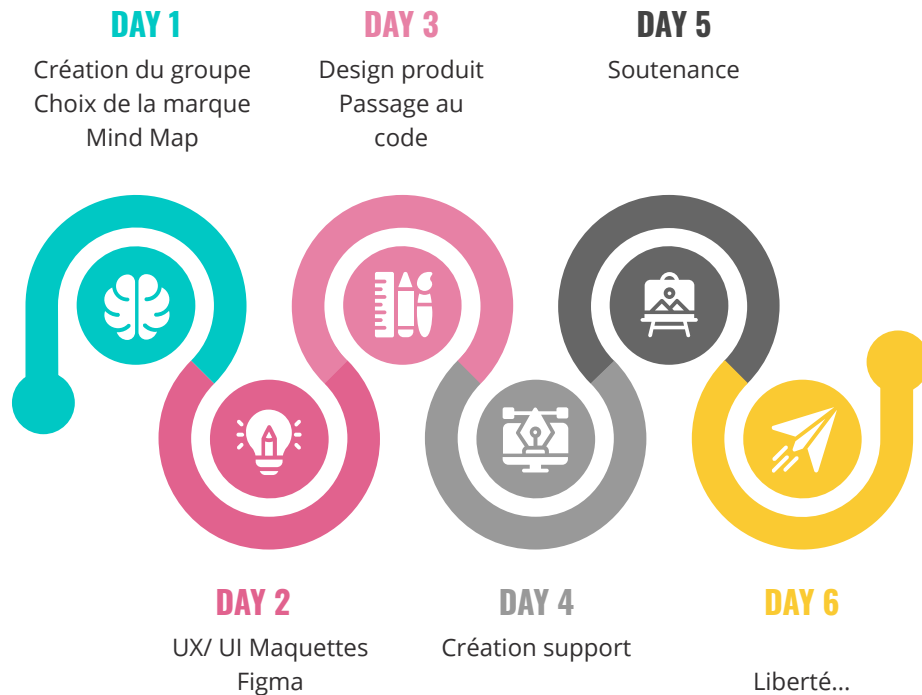 DAY 1
Création du groupe
Choix de la marque
Mind Map
DAY 3
Design produit
Passage au
code
DAY 5
Soutenance
DAY 2
UX/ UI Maquettes
Figma
DAY 4
Création support
DAY 6
Liberté...